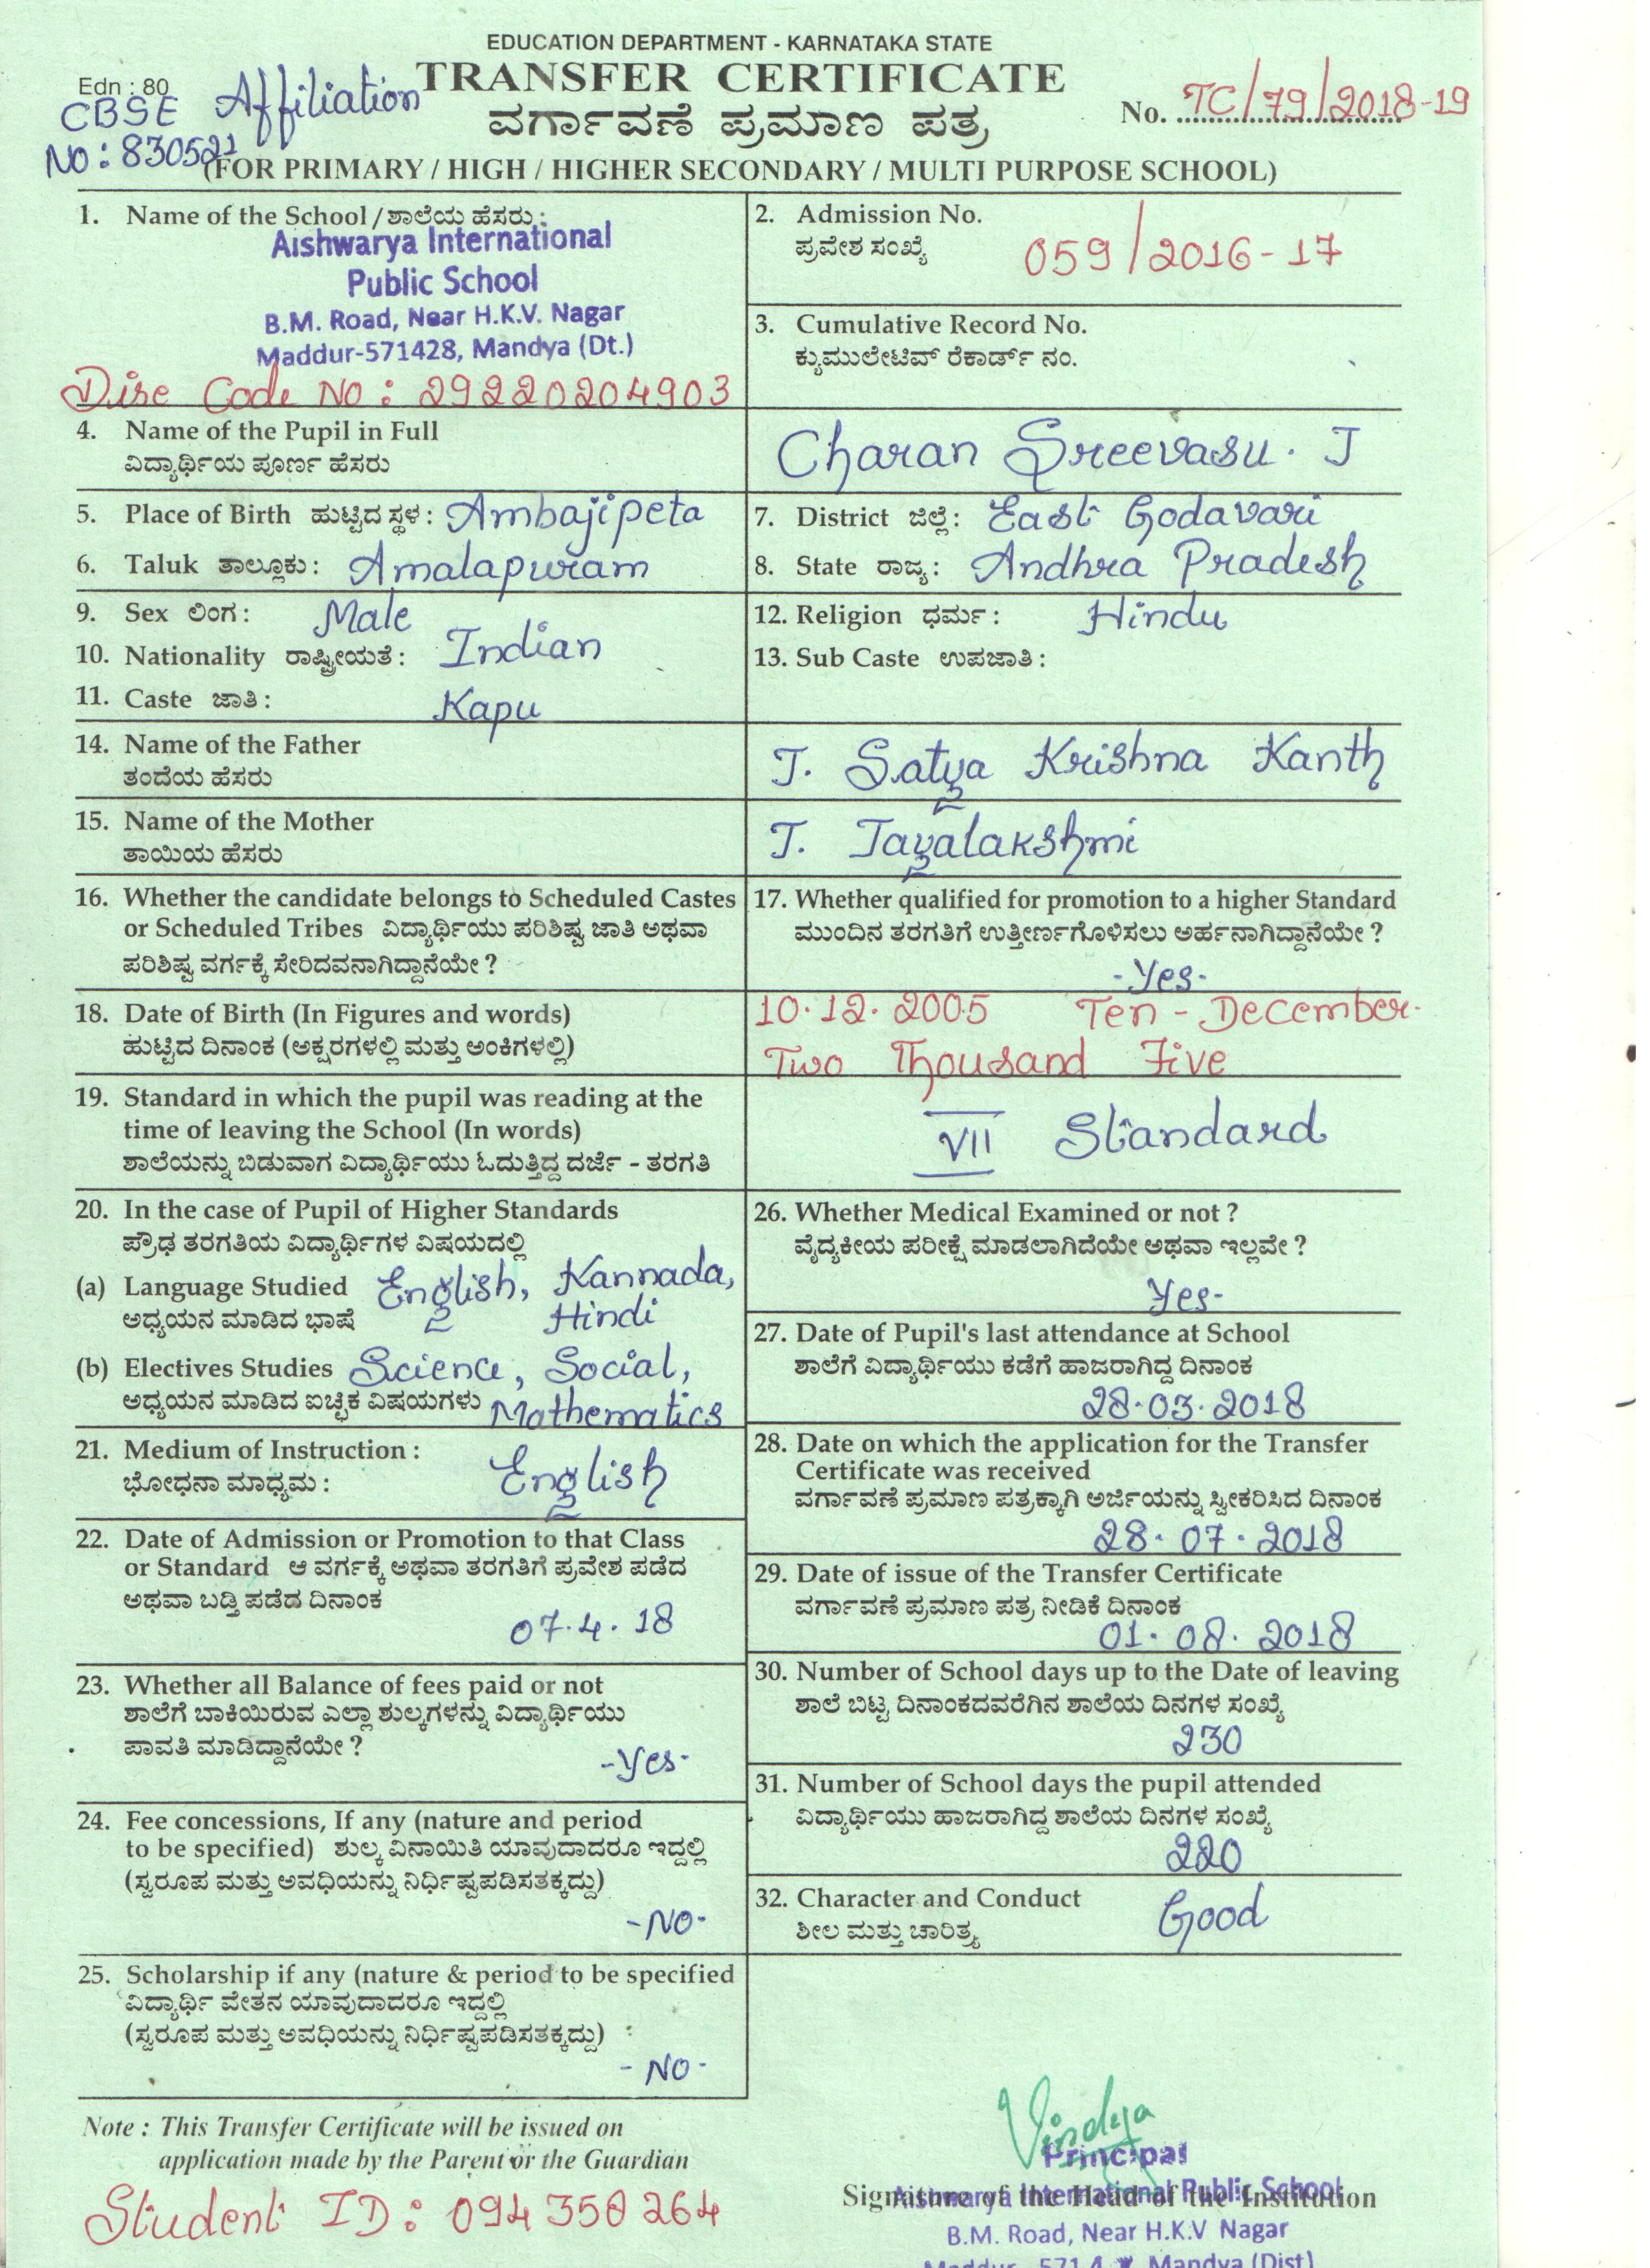 EDUCATION DEPARTMENT - KARNATAKA STATE
Edn : 80
TRANSFER CERTIFICATE
CBSE Affiliation
NO: 830521
ವರ್ಗಾವಣೆ ಪ್ರಮಾಣ ಪತ್ರ
No. TC/79/2018-19
(FOR PRIMARY / HIGH / HIGHER SECONDARY / MULTI PURPOSE SCHOOL)
1. Name of the School / ಶಾಲೆಯ ಹೆಸರು :
Aishwarya International
Public School
B.M. Road, Near H.K.V. Nagar
Maddur-571428, Mandya (Dt.)
Dise Code No: 29220204903
2. Admission No.
ಪ್ರವೇಶ ಸಂಖ್ಯೆ 059/2016-17
3. Cumulative Record No.
ಕ್ಯುಮುಲೇಟಿವ್ ರೆಕಾರ್ಡ್ ನಂ.
4. Name of the Pupil in Full
ವಿದ್ಯಾರ್ಥಿಯ ಪೂರ್ಣ ಹೆಸರು
Charan Sreevasu. J
5. Place of Birth ಹುಟ್ಟಿದ ಸ್ಥಳ : Ambajipeta
6. Taluk ತಾಲ್ಲೂಕು : Amalapuram
7. District ಜಿಲ್ಲೆ : East Godavari
8. State ರಾಜ್ಯ : Andhra Pradesh
9. Sex ಲಿಂಗ : Male
10. Nationality ರಾಷ್ಟ್ರೀಯತೆ : Indian
11. Caste ಜಾತಿ : Kapu
12. Religion ಧರ್ಮ : Hindu
13. Sub Caste ಉಪಜಾತಿ :
14. Name of the Father
ತಂದೆಯ ಹೆಸರು
J. Satya Krishna Kanth
15. Name of the Mother
ತಾಯಿಯ ಹೆಸರು
J. Jayalakshmi
16. Whether the candidate belongs to Scheduled Castes
or Scheduled Tribes ವಿದ್ಯಾರ್ಥಿಯು ಪರಿಶಿಷ್ಟ ಜಾತಿ ಅಥವಾ
ಪರಿಶಿಷ್ಟ ವರ್ಗಕ್ಕೆ ಸೇರಿದವನಾಗಿದ್ದಾನೆಯೇ ?
17. Whether qualified for promotion to a higher Standard
ಮುಂದಿನ ತರಗತಿಗೆ ಉತ್ತೀರ್ಣಗೊಳಿಸಲು ಅರ್ಹನಾಗಿದ್ದಾನೆಯೇ ?
-Yes-
18. Date of Birth (In Figures and words)
ಹುಟ್ಟಿದ ದಿನಾಂಕ (ಅಕ್ಷರಗಳಲ್ಲಿ ಮತ್ತು ಅಂಕಿಗಳಲ್ಲಿ)
10.12.2005 Ten - December.
Two Thousand Five
19. Standard in which the pupil was reading at the
time of leaving the School (In words)
ಶಾಲೆಯನ್ನು ಬಿಡುವಾಗ ವಿದ್ಯಾರ್ಥಿಯು ಓದುತ್ತಿದ್ದ ದರ್ಜೆ - ತರಗತಿ
VII Standard
20. In the case of Pupil of Higher Standards
ಪ್ರೌಢ ತರಗತಿಯ ವಿದ್ಯಾರ್ಥಿಗಳ ವಿಷಯದಲ್ಲಿ
(a) Language Studied English, Kannada,
ಅಧ್ಯಯನ ಮಾಡಿದ ಭಾಷೆ Hindi
(b) Electives Studies Science, Social,
ಅಧ್ಯಯನ ಮಾಡಿದ ಐಚ್ಛಿಕ ವಿಷಯಗಳು Mathematics
21. Medium of Instruction :
ಭೋಧನಾ ಮಾಧ್ಯಮ : English
22. Date of Admission or Promotion to that Class
or Standard ಆ ವರ್ಗಕ್ಕೆ ಅಥವಾ ತರಗತಿಗೆ ಪ್ರವೇಶ ಪಡೆದ
ಅಥವಾ ಬಡ್ತಿ ಪಡೆದ ದಿನಾಂಕ
07.4.18
23. Whether all Balance of fees paid or not
ಶಾಲೆಗೆ ಬಾಕಿಯಿರುವ ಎಲ್ಲಾ ಶುಲ್ಕಗಳನ್ನು ವಿದ್ಯಾರ್ಥಿಯು
ಪಾವತಿ ಮಾಡಿದ್ದಾನೆಯೇ ?
-Yes-
24. Fee concessions, If any (nature and period
to be specified) ಶುಲ್ಕ ವಿನಾಯಿತಿ ಯಾವುದಾದರೂ ಇದ್ದಲ್ಲಿ
(ಸ್ವರೂಪ ಮತ್ತು ಅವಧಿಯನ್ನು ನಿರ್ಧಿಷ್ಟಪಡಿಸತಕ್ಕದ್ದು)
-NO-
25. Scholarship if any (nature & period to be specified
ವಿದ್ಯಾರ್ಥಿ ವೇತನ ಯಾವುದಾದರೂ ಇದ್ದಲ್ಲಿ
(ಸ್ವರೂಪ ಮತ್ತು ಅವಧಿಯನ್ನು ನಿರ್ಧಿಷ್ಟಪಡಿಸತಕ್ಕದ್ದು)
-NO-
26. Whether Medical Examined or not ?
ವೈದ್ಯಕೀಯ ಪರೀಕ್ಷೆ ಮಾಡಲಾಗಿದೆಯೇ ಅಥವಾ ಇಲ್ಲವೇ ?
Yes-
27. Date of Pupil's last attendance at School
ಶಾಲೆಗೆ ವಿದ್ಯಾರ್ಥಿಯು ಕಡೆಗೆ ಹಾಜರಾಗಿದ್ದ ದಿನಾಂಕ
28.03.2018
28. Date on which the application for the Transfer
Certificate was received
ವರ್ಗಾವಣೆ ಪ್ರಮಾಣ ಪತ್ರಕ್ಕಾಗಿ ಅರ್ಜಿಯನ್ನು ಸ್ವೀಕರಿಸಿದ ದಿನಾಂಕ
28.07.2018
29. Date of issue of the Transfer Certificate
ವರ್ಗಾವಣೆ ಪ್ರಮಾಣ ಪತ್ರ ನೀಡಿಕೆ ದಿನಾಂಕ
01.08.2018
30. Number of School days up to the Date of leaving
ಶಾಲೆ ಬಿಟ್ಟ ದಿನಾಂಕದವರೆಗಿನ ಶಾಲೆಯ ದಿನಗಳ ಸಂಖ್ಯೆ
230
31. Number of School days the pupil attended
ವಿದ್ಯಾರ್ಥಿಯು ಹಾಜರಾಗಿದ್ದ ಶಾಲೆಯ ದಿನಗಳ ಸಂಖ್ಯೆ
220
32. Character and Conduct
ಶೀಲ ಮತ್ತು ಚಾರಿತ್ರ್ಯ Good
Note : This Transfer Certificate will be issued on
application made by the Parent or the Guardian
Student ID: 094358264
Vindya
Principal
Signature of the Head of the Institution
Aishwarya International Public School
B.M. Road, Near H.K.V Nagar
Mandya (Dist)